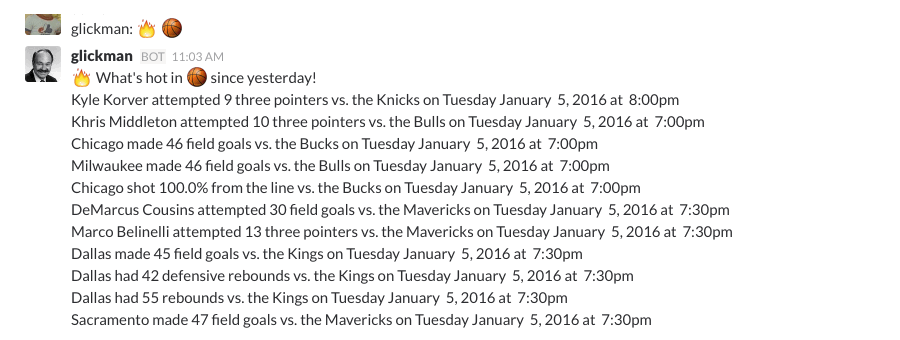 glickman: 🔥 🏀
glickman BOT 11:03 AM
🔥 What's hot in 🏀 since yesterday!
Kyle Korver attempted 9 three pointers vs. the Knicks on Tuesday January 5, 2016 at 8:00pm
Khris Middleton attempted 10 three pointers vs. the Bulls on Tuesday January 5, 2016 at 7:00pm
Chicago made 46 field goals vs. the Bucks on Tuesday January 5, 2016 at 7:00pm
Milwaukee made 46 field goals vs. the Bulls on Tuesday January 5, 2016 at 7:00pm
Chicago shot 100.0% from the line vs. the Bucks on Tuesday January 5, 2016 at 7:00pm
DeMarcus Cousins attempted 30 field goals vs. the Mavericks on Tuesday January 5, 2016 at 7:30pm
Marco Belinelli attempted 13 three pointers vs. the Mavericks on Tuesday January 5, 2016 at 7:30pm
Dallas made 45 field goals vs. the Kings on Tuesday January 5, 2016 at 7:30pm
Dallas had 42 defensive rebounds vs. the Kings on Tuesday January 5, 2016 at 7:30pm
Dallas had 55 rebounds vs. the Kings on Tuesday January 5, 2016 at 7:30pm
Sacramento made 47 field goals vs. the Mavericks on Tuesday January 5, 2016 at 7:30pm